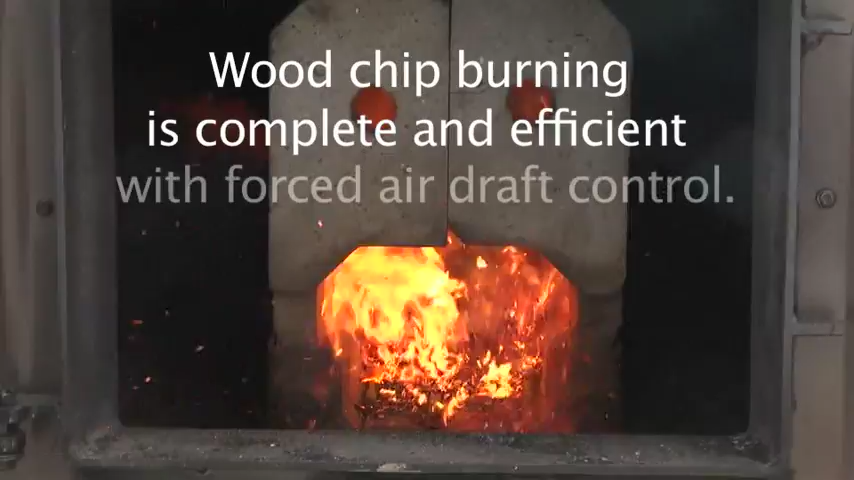 Wood chip burning
is complete and efficient
with forced air draft control.